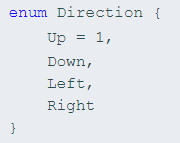 enum Direction {
    Up = 1,
    Down,
    Left,
    Right
}